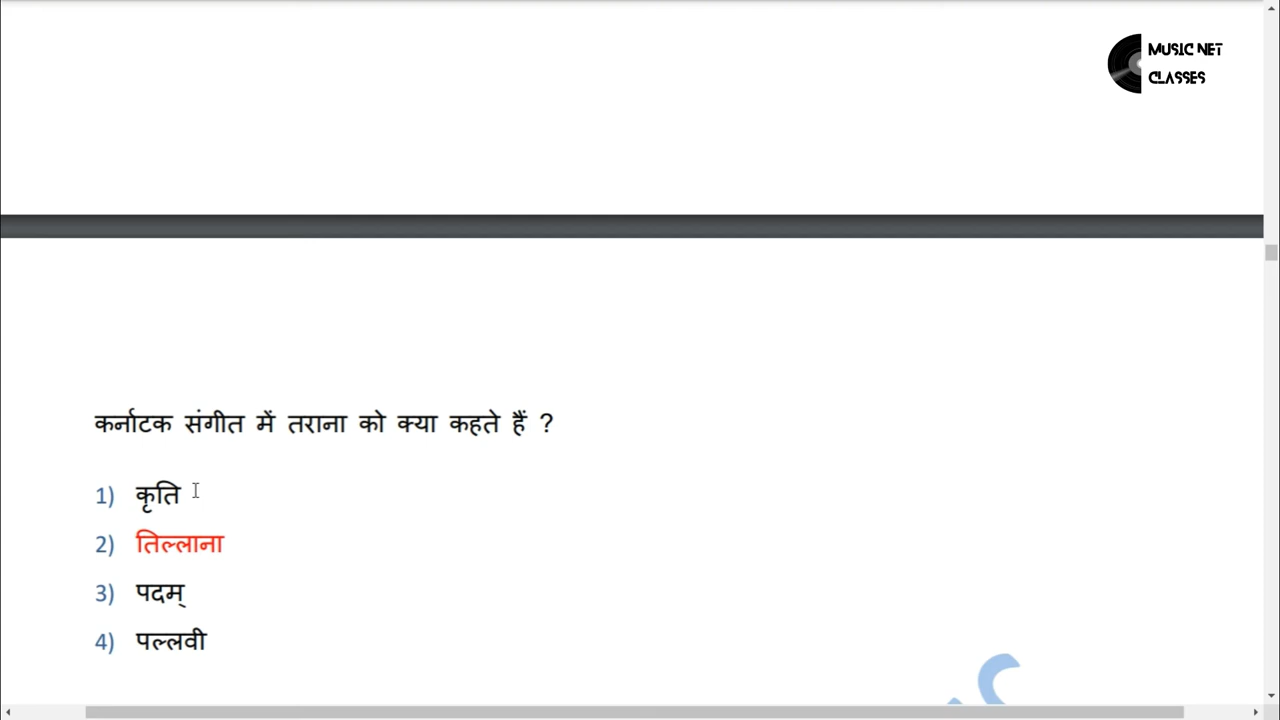 MUSIC NET
CLASSES
कर्नाटक संगीत में तराना को क्या कहते हैं ?
1) कृति
2) तिल्लाना
3) पदम्
4) पल्लवी